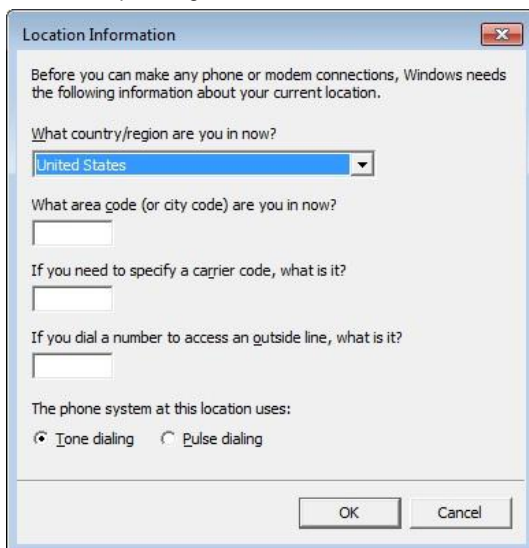 Location Information
Before you can make any phone or modem connections, Windows needs
the following information about your current location.
What country/region are you in now?
United States
What area code (or city code) are you in now?
If you need to specify a carrier code, what is it?
If you dial a number to access an outside line, what is it?
The phone system at this location uses:
Tone dialing Pulse dialing
OK Cancel